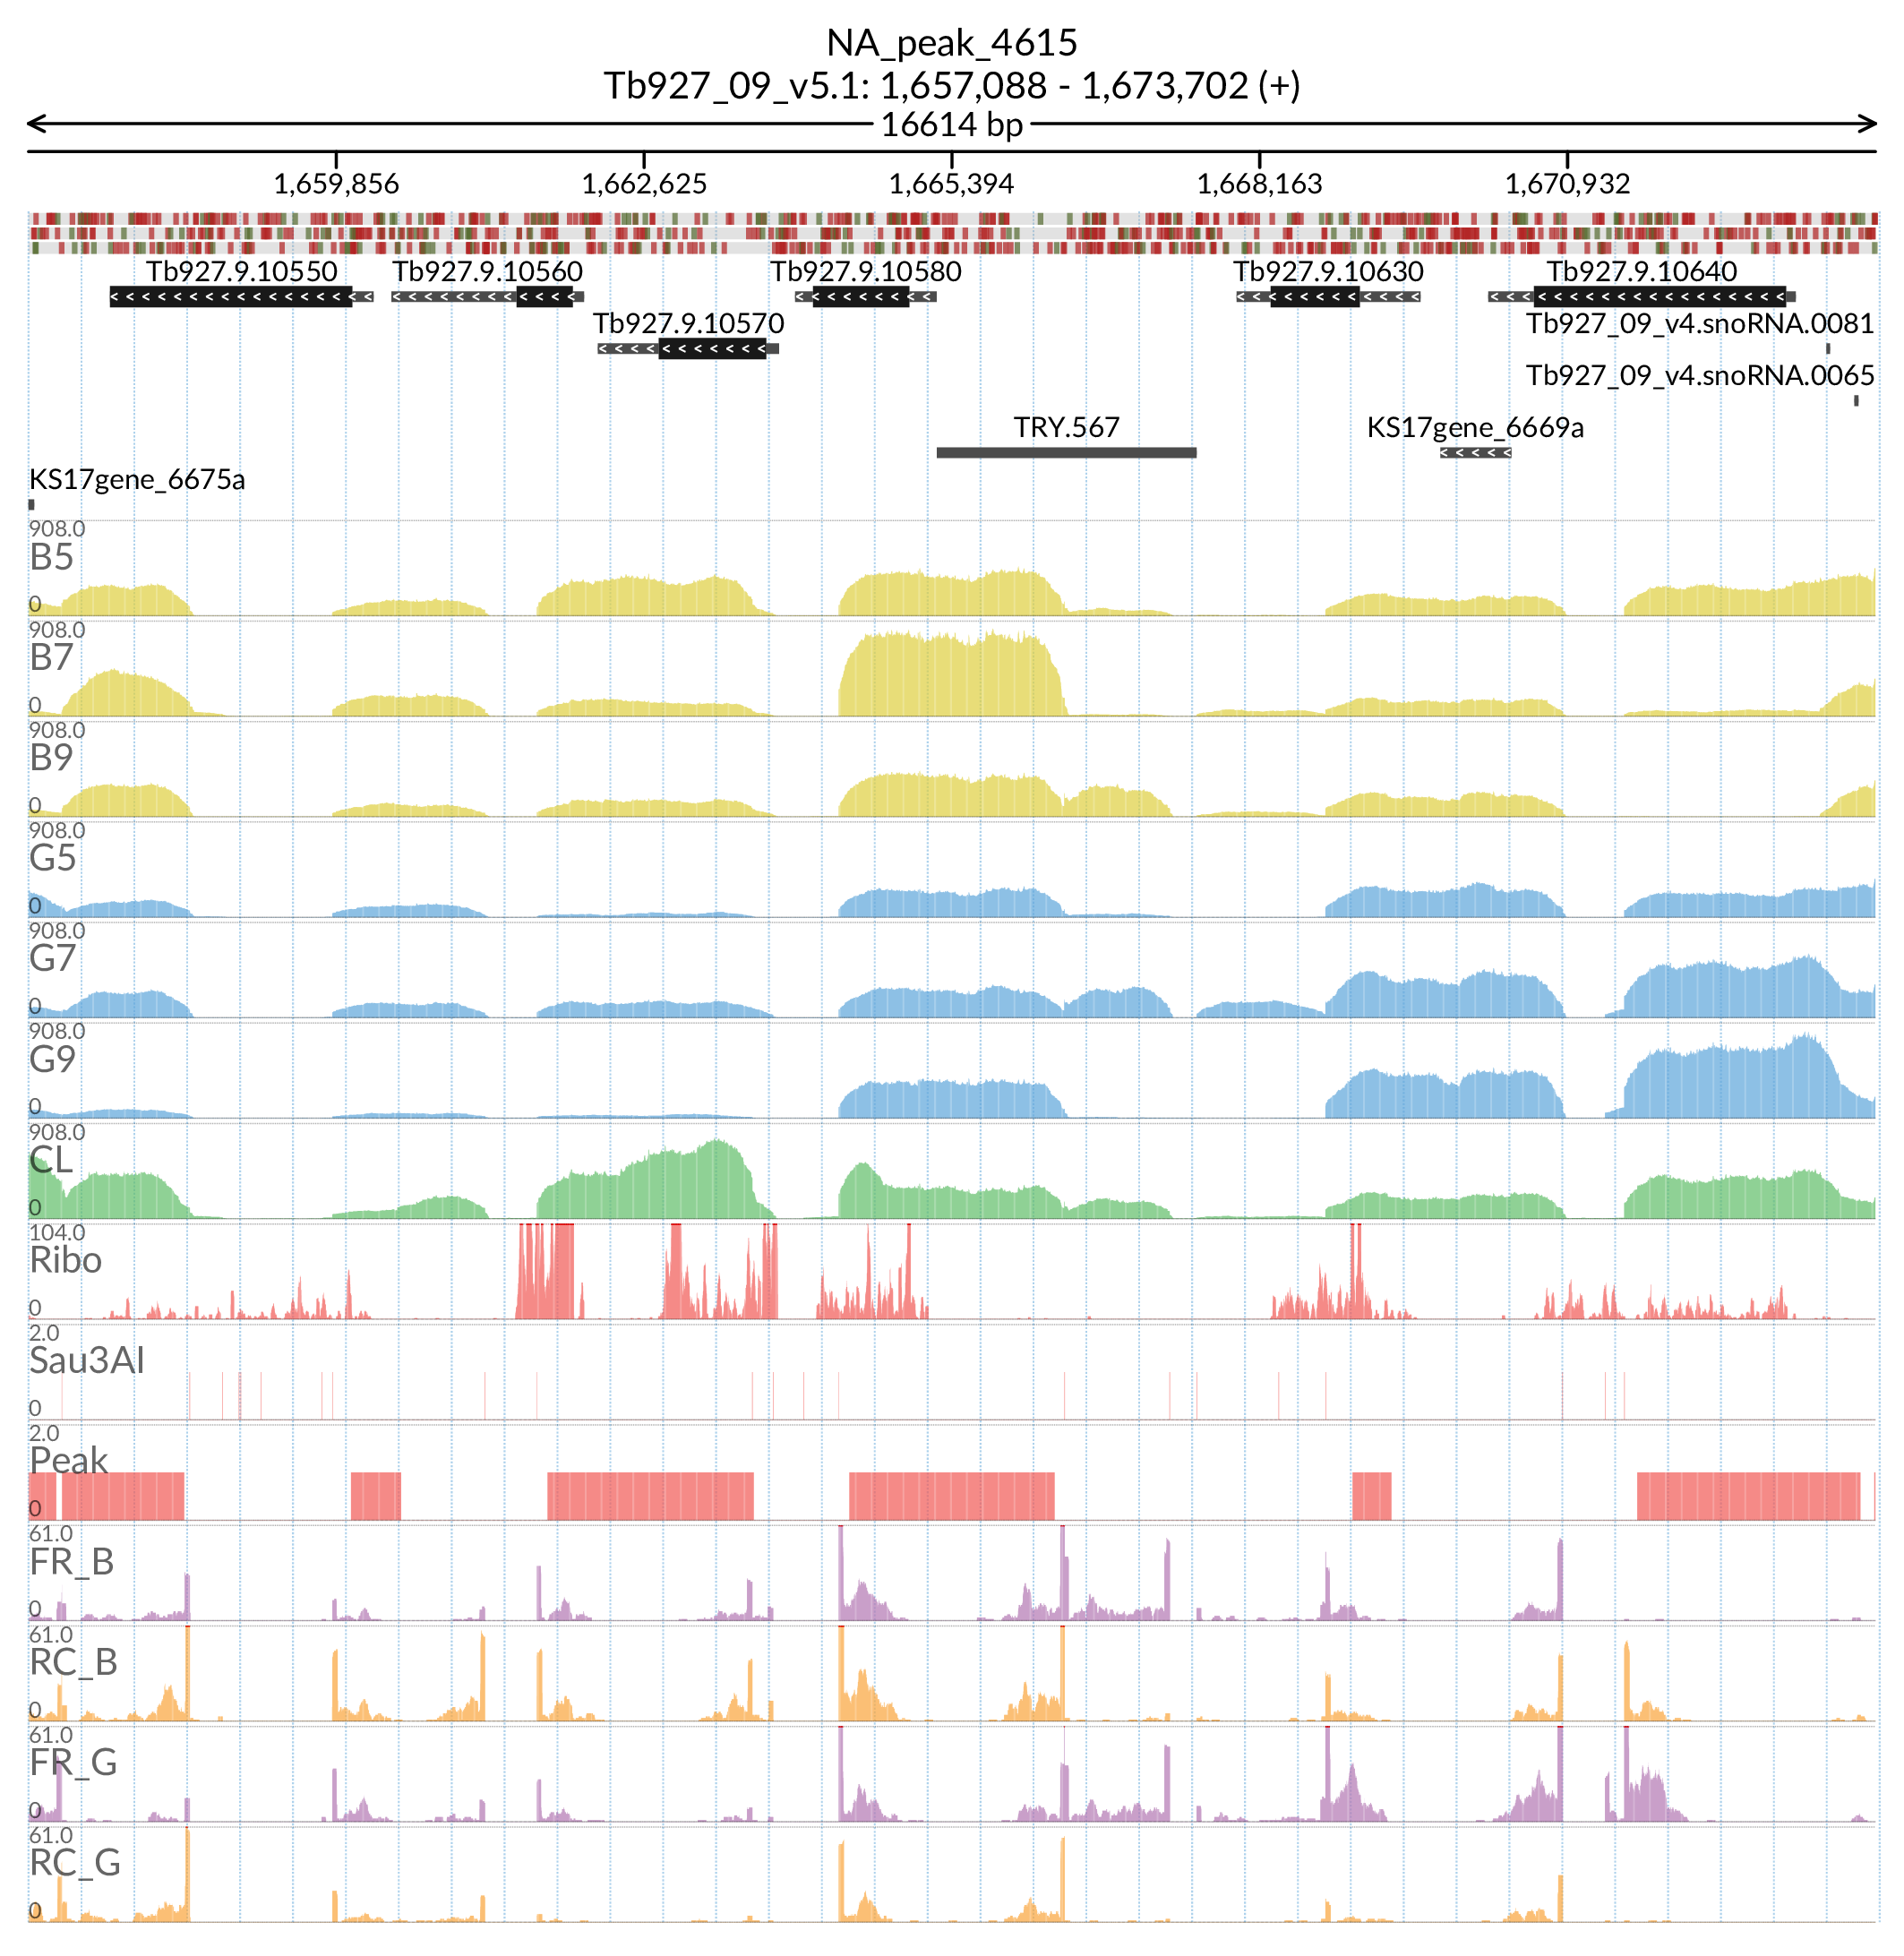 NA_peak_4615
Tb927_09_v5.1: 1,657,088 - 1,673,702 (+)
16614 bp
1,659,856 1,662,625 1,665,394 1,668,163 1,670,932
Tb927.9.10550 Tb927.9.10560 Tb927.9.10580 Tb927.9.10630 Tb927.9.10640
Tb927.9.10570 Tb927_09_v4.snoRNA.0081
Tb927_09_v4.snoRNA.0065
TRY.567 KS17gene_6669a
KS17gene_6675a
908.0
B5
0
908.0
B7
0
908.0
B9
0
908.0
G5
0
908.0
G7
0
908.0
G9
0
908.0
CL
0
104.0
Ribo
0
2.0
Sau3AI
0
2.0
Peak
0
61.0
FR_B
0
61.0
RC_B
0
61.0
FR_G
0
61.0
RC_G
0